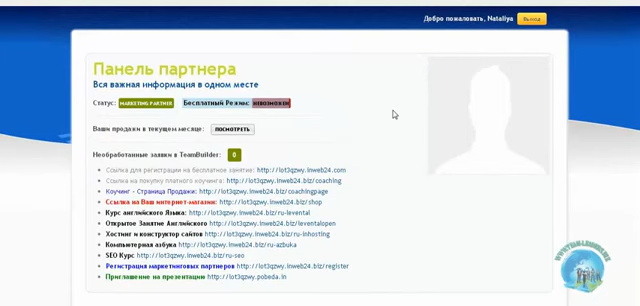 Добро пожаловать, Nataliya Выход
Панель партнера
Вся важная информация в одном месте
Статус: MARKETING PARTNER Бесплатный Режим: НЕВОЗМОЖЕН
Ваши продажи в текущем месяце: ПОСМОТРЕТЬ
Необработанные заявки в TeamBuilder: 0
Ссылка для регистрации на бесплатное занятие: http://lot3qzwy.inweb24.com
Ссылка на покупку платного коучинга: http://lot3qzwy.inweb24.biz/coaching
Коучинг - Страница Продажи: http://lot3qzwy.inweb24.biz/coachingpage
Ссылка на Ваш интернет-магазин: http://lot3qzwy.inweb24.biz/shop
Курс английского Языка: http://lot3qzwy.inweb24.biz/ru-levental
Открытое Занятие Английского http://lot3qzwy.inweb24.biz/leventalopen
Хостинг и конструктор сайтов http://lot3qzwy.inweb24.biz/ru-inhosting
Компьютерная азбука http://lot3qzwy.inweb24.biz/ru-azbuka
SEO Курс http://lot3qzwy.inweb24.biz/ru-seo
Регистрация маркетинговых партнеров http://lot3qzwy.inweb24.biz/register
Приглашение на презентацию http://lot3qzwy.pobeda.in